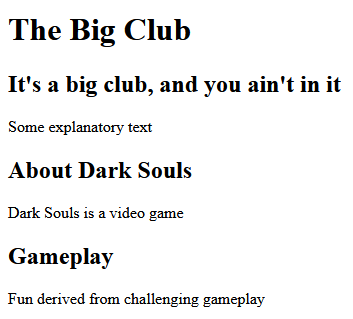 The Big Club
It's a big club, and you ain't in it
Some explanatory text
About Dark Souls
Dark Souls is a video game
Gameplay
Fun derived from challenging gameplay